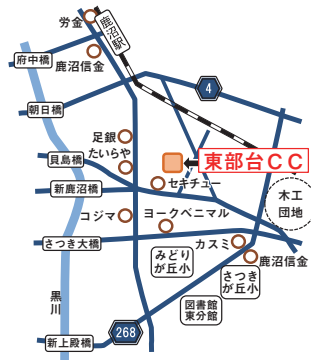 労金
鹿沼駅
府中橋
鹿沼信金
4
朝日橋
足銀
たいらや
貝島橋
東部台CC
セキチュー
新鹿沼橋
木工
団地
コジマ
ヨークベニマル
さつき大橋
カスミ
みどり
が丘小
鹿沼信金
さつき
が丘小
黒川
図書館
東分館
268
新上殿橋